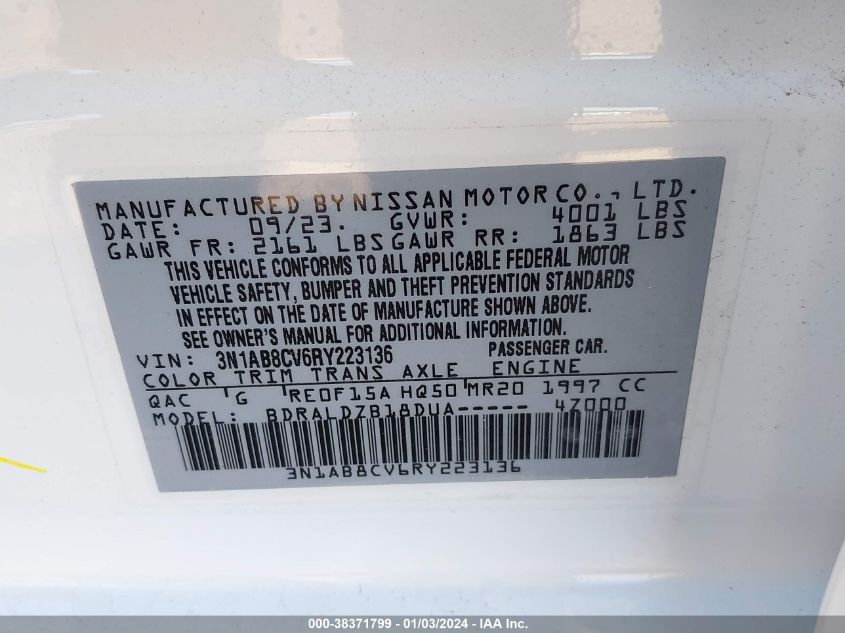 MANUFACTURED BY NISSAN MOTOR CO., LTD.
DATE: 09/23. GVWR: 4001 LBS
GAWR FR: 2161 LBS GAWR RR: 1863 LBS
THIS VEHICLE CONFORMS TO ALL APPLICABLE FEDERAL MOTOR
VEHICLE SAFETY, BUMPER AND THEFT PREVENTION STANDARDS
IN EFFECT ON THE DATE OF MANUFACTURE SHOWN ABOVE.
SEE OWNER'S MANUAL FOR ADDITIONAL INFORMATION.
VIN: 3N1AB8CV6RY223136 PASSENGER CAR.
COLOR TRIM TRANS AXLE ENGINE
QAC G RE0F15A HQ50 MR20 1997 CC
MODEL: BDRALDZB18DUA----- 4Z000
3N1AB8CV6RY223136
000-38371799 - 01/03/2024 - IAA Inc.